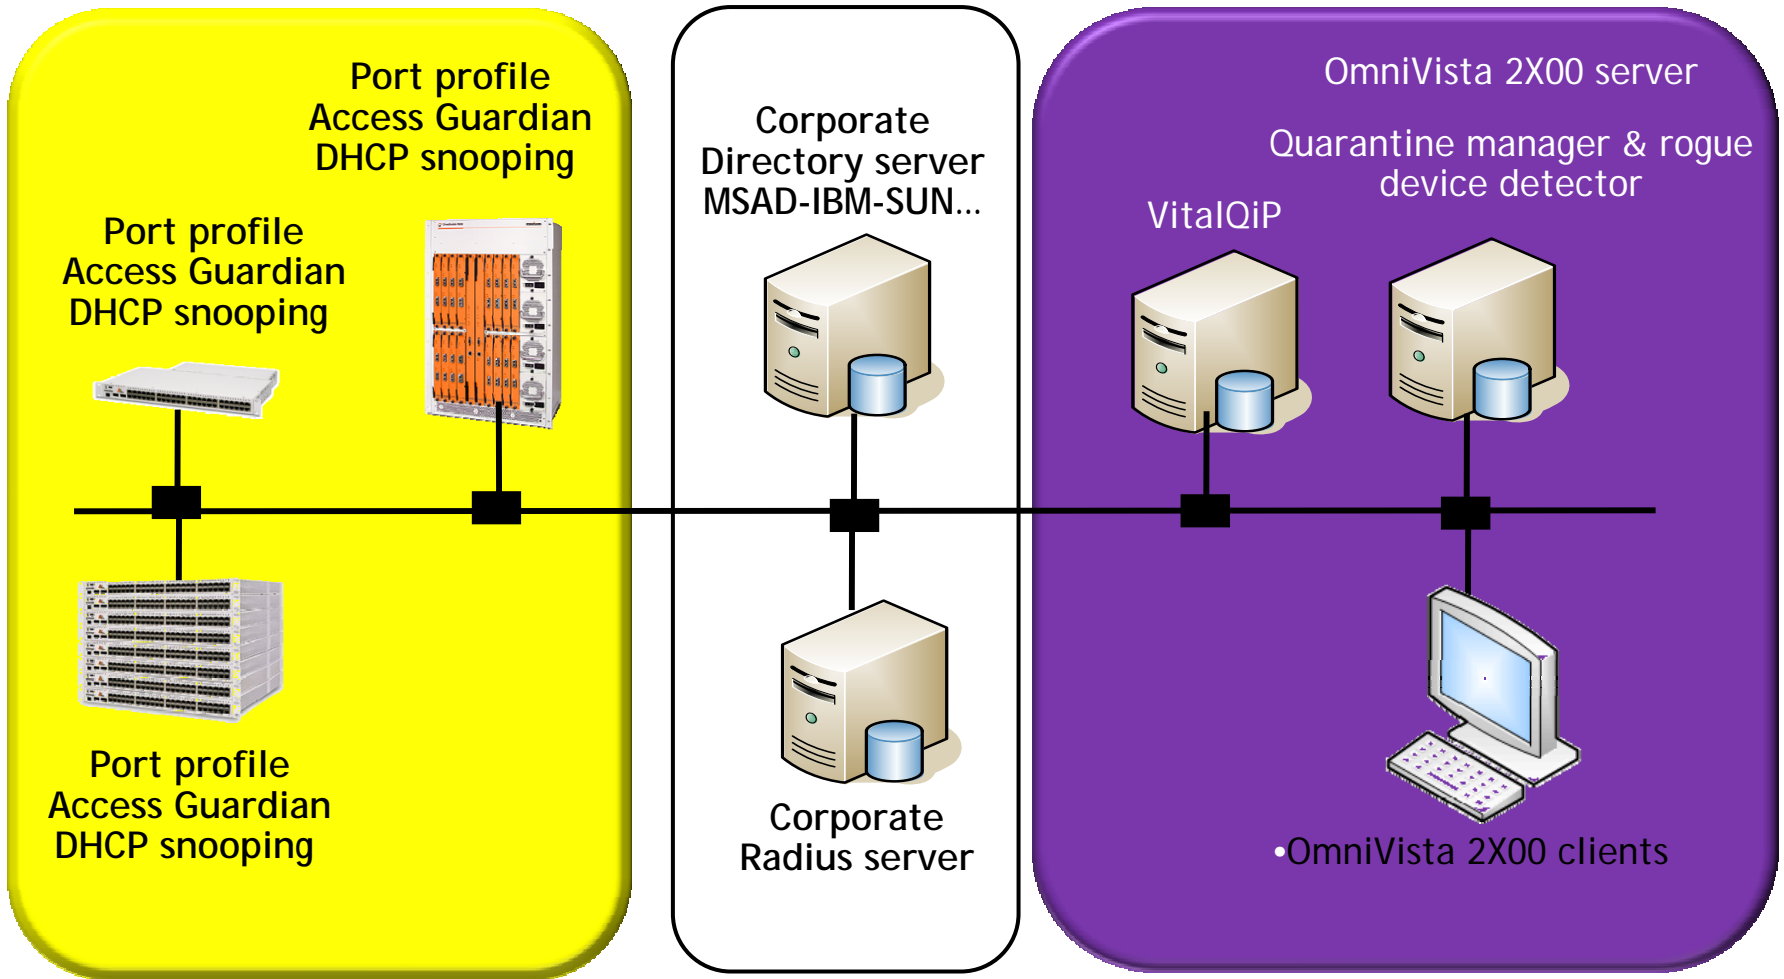 Port profile
Access Guardian
DHCP snooping
Port profile
Access Guardian
DHCP snooping
Port profile
Access Guardian
DHCP snooping
Corporate
Directory server
MSAD-IBM-SUN...
Corporate
Radius server
OmniVista 2X00 server
Quarantine manager & rogue
device detector
VitalQiP
•OmniVista 2X00 clients